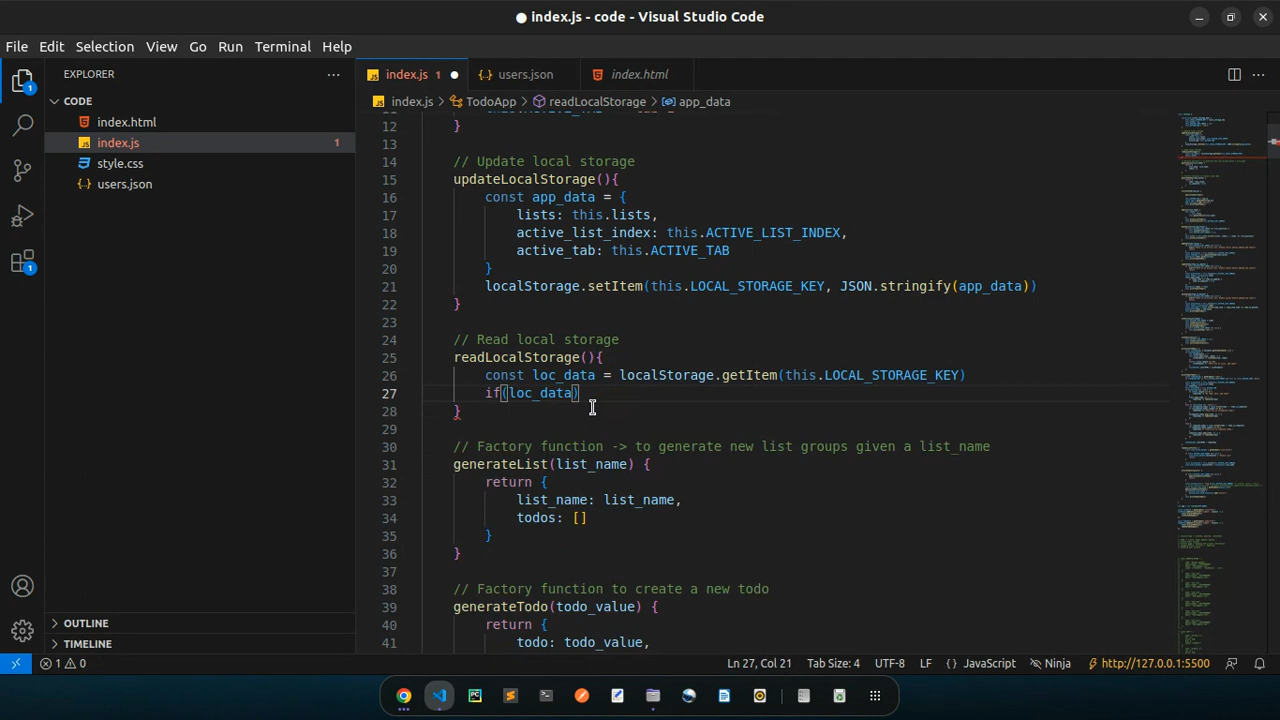 index.js - code - Visual Studio Code
File Edit Selection View Go Run Terminal Help
EXPLORER
index.js 1
users.json
index.html
CODE
index.js > TodoApp > readLocalStorage > app_data
index.html
index.js 1
style.css
users.json
12 }
13
14 // Update local storage
15 updateLocalStorage(){
16 const app_data = {
17 lists: this.lists,
18 active_list_index: this.ACTIVE_LIST_INDEX,
19 active_tab: this.ACTIVE_TAB
20 }
21 localStorage.setItem(this.LOCAL_STORAGE_KEY, JSON.stringify(app_data))
22 }
23
24 // Read local storage
25 readLocalStorage(){
26 const loc_data = localStorage.getItem(this.LOCAL_STORAGE_KEY)
27 if(loc_data)
28 }
29
30 // Factory function -> to generate new list groups given a list_name
31 generateList(list_name) {
32 return {
33 list_name: list_name,
34 todos: []
35 }
36 }
37
38 // Factory function to create a new todo
39 generateTodo(todo_value) {
40 return {
41 todo: todo_value,
1
1
OUTLINE
TIMELINE
1 0
Ln 27, Col 21 Tab Size: 4 UTF-8 LF {} JavaScript Ninja http://127.0.0.1:5500